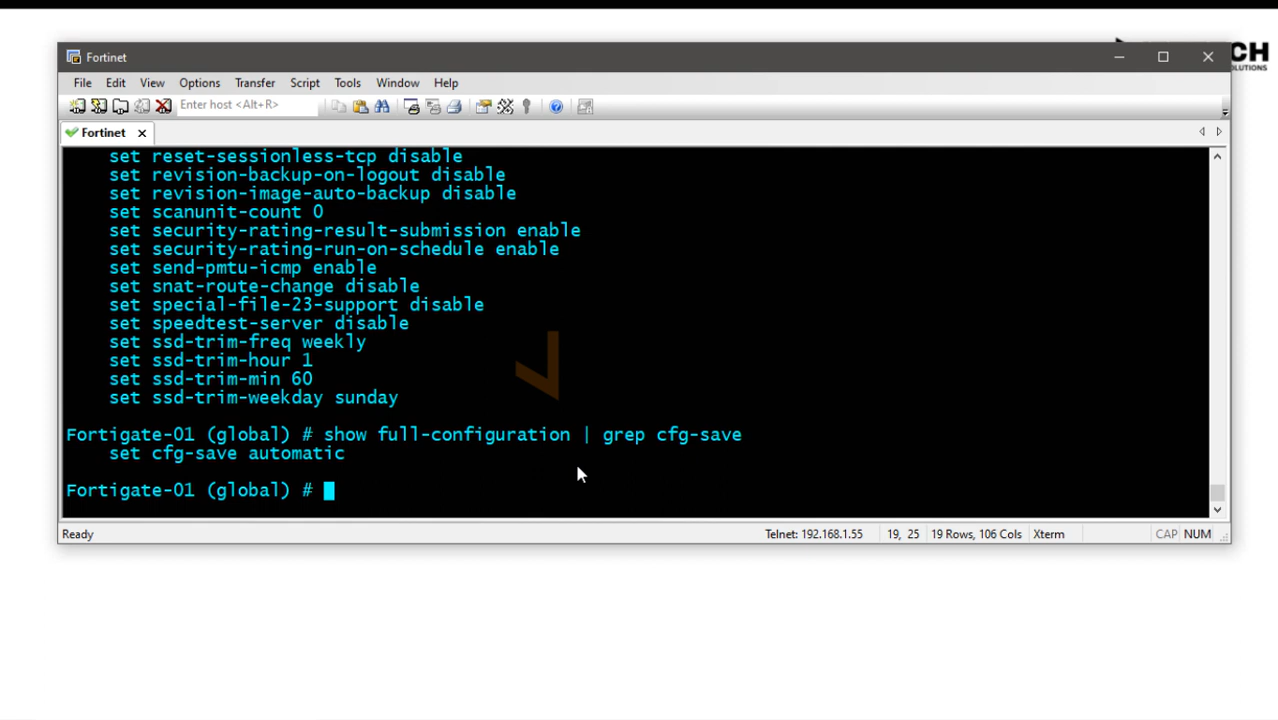 CH
SOLUTIONS
Fortinet
File Edit View Options Transfer Script Tools Window Help
Enter host <Alt+R>
Fortinet
set reset-sessionless-tcp disable
set revision-backup-on-logout disable
set revision-image-auto-backup disable
set scanunit-count 0
set security-rating-result-submission enable
set security-rating-run-on-schedule enable
set send-pmtu-icmp enable
set snat-route-change disable
set special-file-23-support disable
set speedtest-server disable
set ssd-trim-freq weekly
set ssd-trim-hour 1
set ssd-trim-min 60
set ssd-trim-weekday sunday
Fortigate-01 (global) # show full-configuration | grep cfg-save
set cfg-save automatic
Fortigate-01 (global) #
Ready Telnet: 192.168.1.55 19, 25 19 Rows, 106 Cols Xterm CAP NUM